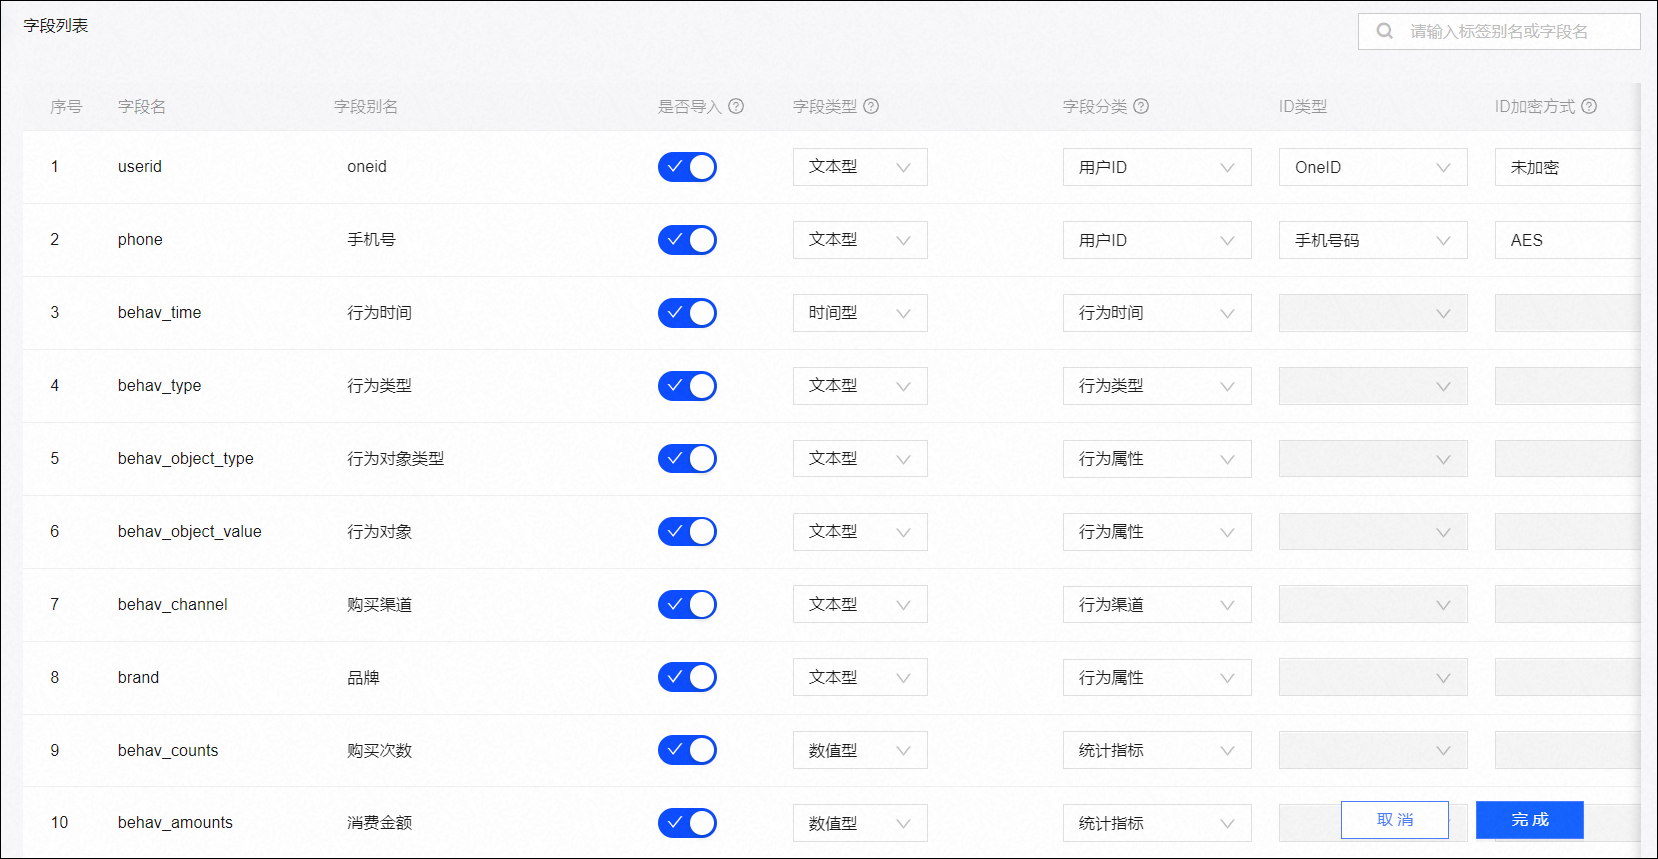 字段列表
请输入标签别名或字段名
序号 字段名 字段别名 是否导入 字段类型 字段分类 ID类型 ID加密方式
1 userid oneid 文本型 用户ID OneID 未加密
2 phone 手机号 文本型 用户ID 手机号码 AES
3 behav_time 行为时间 时间型 行为时间
4 behav_type 行为类型 文本型 行为类型
5 behav_object_type 行为对象类型 文本型 行为属性
6 behav_object_value 行为对象 文本型 行为属性
7 behav_channel 购买渠道 文本型 行为渠道
8 brand 品牌 文本型 行为属性
9 behav_counts 购买次数 数值型 统计指标
10 behav_amounts 消费金额 数值型 统计指标
取消 完成